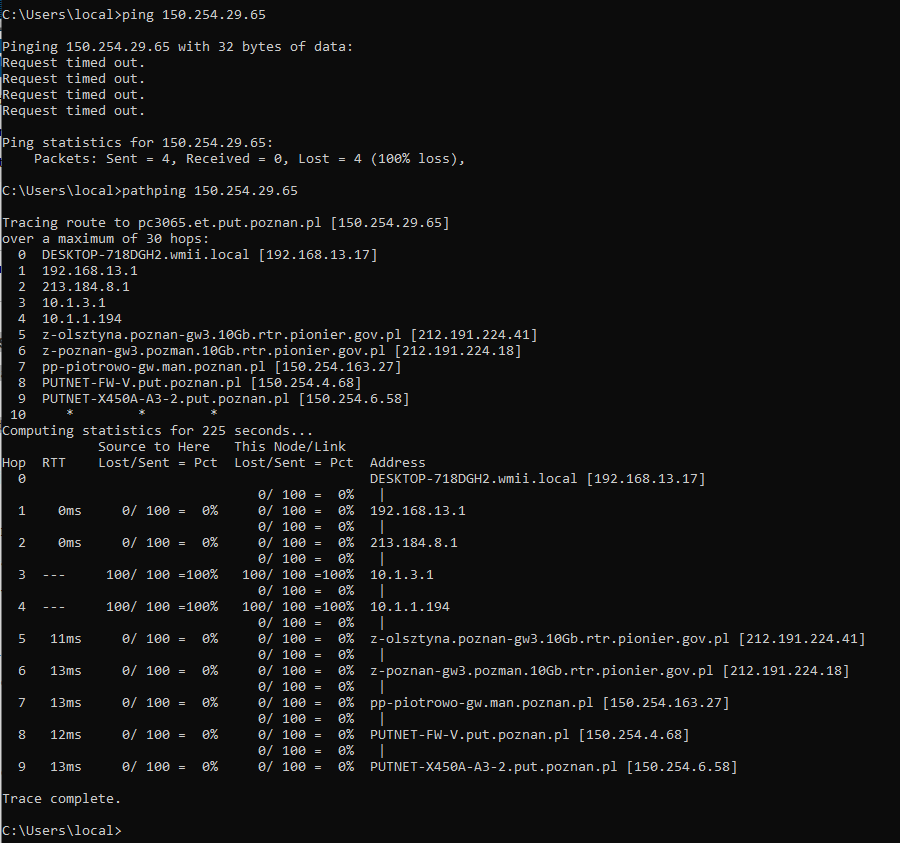 C:\Users\local>ping 150.254.29.65
Pinging 150.254.29.65 with 32 bytes of data:
Request timed out.
Request timed out.
Request timed out.
Request timed out.
Ping statistics for 150.254.29.65:
    Packets: Sent = 4, Received = 0, Lost = 4 (100% loss),
C:\Users\local>pathping 150.254.29.65
Tracing route to pc3065.et.put.poznan.pl [150.254.29.65]
over a maximum of 30 hops:
  0  DESKTOP-718DGH2.wmii.local [192.168.13.17]
  1  192.168.13.1
  2  213.184.8.1
  3  10.1.3.1
  4  10.1.1.194
  5  z-olsztyna.poznan-gw3.10Gb.rtr.pionier.gov.pl [212.191.224.41]
  6  z-poznan-gw3.pozman.10Gb.rtr.pionier.gov.pl [212.191.224.18]
  7  pp-piotrowo-gw.man.poznan.pl [150.254.163.27]
  8  PUTNET-FW-V.put.poznan.pl [150.254.4.68]
  9  PUTNET-X450A-A3-2.put.poznan.pl [150.254.6.58]
 10     *        *        *
Computing statistics for 225 seconds...
            Source to Here   This Node/Link
Hop  RTT    Lost/Sent = Pct  Lost/Sent = Pct  Address
  0                                           DESKTOP-718DGH2.wmii.local [192.168.13.17]
                                0/ 100 =  0%   |
  1    0ms     0/ 100 =  0%     0/ 100 =  0%  192.168.13.1
                                0/ 100 =  0%   |
  2    0ms     0/ 100 =  0%     0/ 100 =  0%  213.184.8.1
                                0/ 100 =  0%   |
  3  ---     100/ 100 =100%   100/ 100 =100%  10.1.3.1
                                0/ 100 =  0%   |
  4  ---     100/ 100 =100%   100/ 100 =100%  10.1.1.194
                                0/ 100 =  0%   |
  5   11ms     0/ 100 =  0%     0/ 100 =  0%  z-olsztyna.poznan-gw3.10Gb.rtr.pionier.gov.pl [212.191.224.41]
                                0/ 100 =  0%   |
  6   13ms     0/ 100 =  0%     0/ 100 =  0%  z-poznan-gw3.pozman.10Gb.rtr.pionier.gov.pl [212.191.224.18]
                                0/ 100 =  0%   |
  7   13ms     0/ 100 =  0%     0/ 100 =  0%  pp-piotrowo-gw.man.poznan.pl [150.254.163.27]
                                0/ 100 =  0%   |
  8   12ms     0/ 100 =  0%     0/ 100 =  0%  PUTNET-FW-V.put.poznan.pl [150.254.4.68]
                                0/ 100 =  0%   |
  9   13ms     0/ 100 =  0%     0/ 100 =  0%  PUTNET-X450A-A3-2.put.poznan.pl [150.254.6.58]
Trace complete.
C:\Users\local>